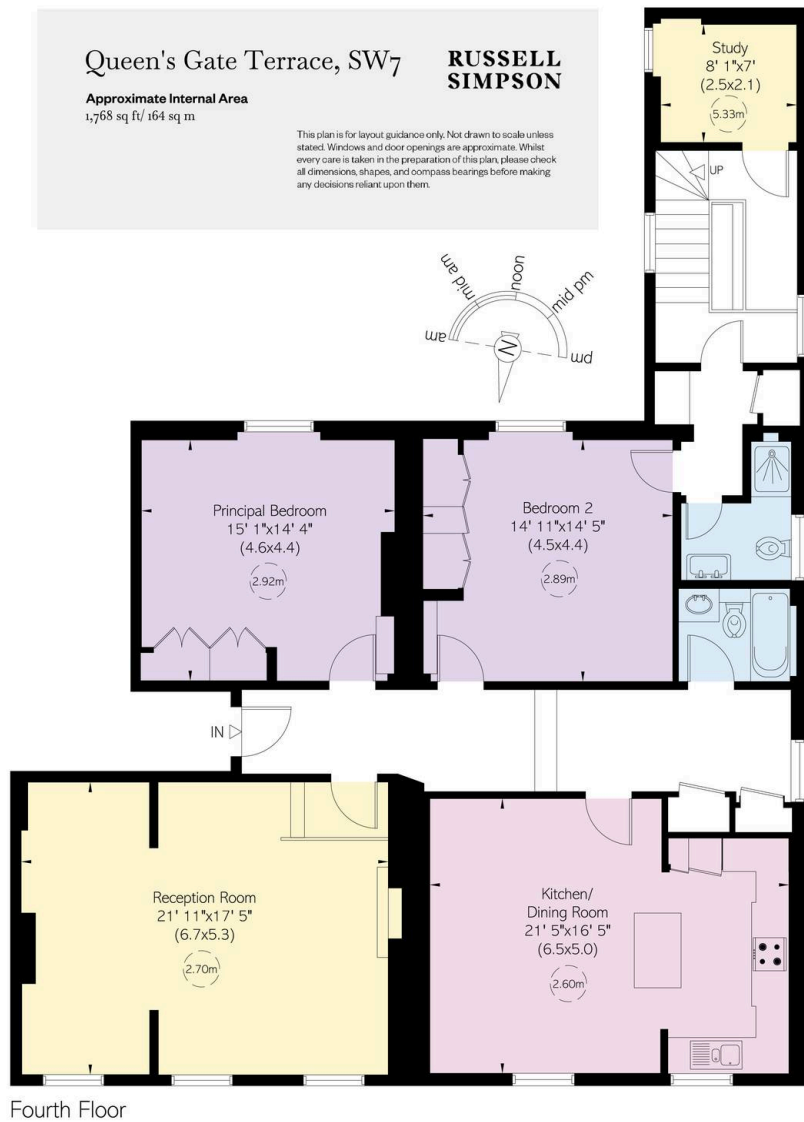 Queen's Gate Terrace, SW7
RUSSELL
SIMPSON
Approximate Internal Area
1,768 sq ft/ 164 sq m
This plan is for layout guidance only. Not drawn to scale unless
stated. Windows and door openings are approximate. Whilst
every care is taken in the preparation of this plan, please check
all dimensions, shapes, and compass bearings before making
any decisions reliant upon them.
Study
8' 1"x7'
(2.5x2.1)
5.33m
UP
am
mid am
noon
mid pm
pm
N
Principal Bedroom
15' 1"x14' 4"
(4.6x4.4)
2.92m
Bedroom 2
14' 11"x14' 5"
(4.5x4.4)
2.89m
IN
Reception Room
21' 11"x17' 5"
(6.7x5.3)
2.70m
Kitchen/
Dining Room
21' 5"x16' 5"
(6.5x5.0)
2.60m
Fourth Floor